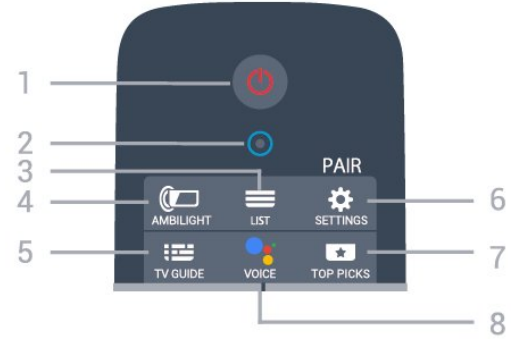 1
2
PAIR
3
4
AMBILIGHT
LIST
SETTINGS
6
5
TV GUIDE
VOICE
TOP PICKS
7
8